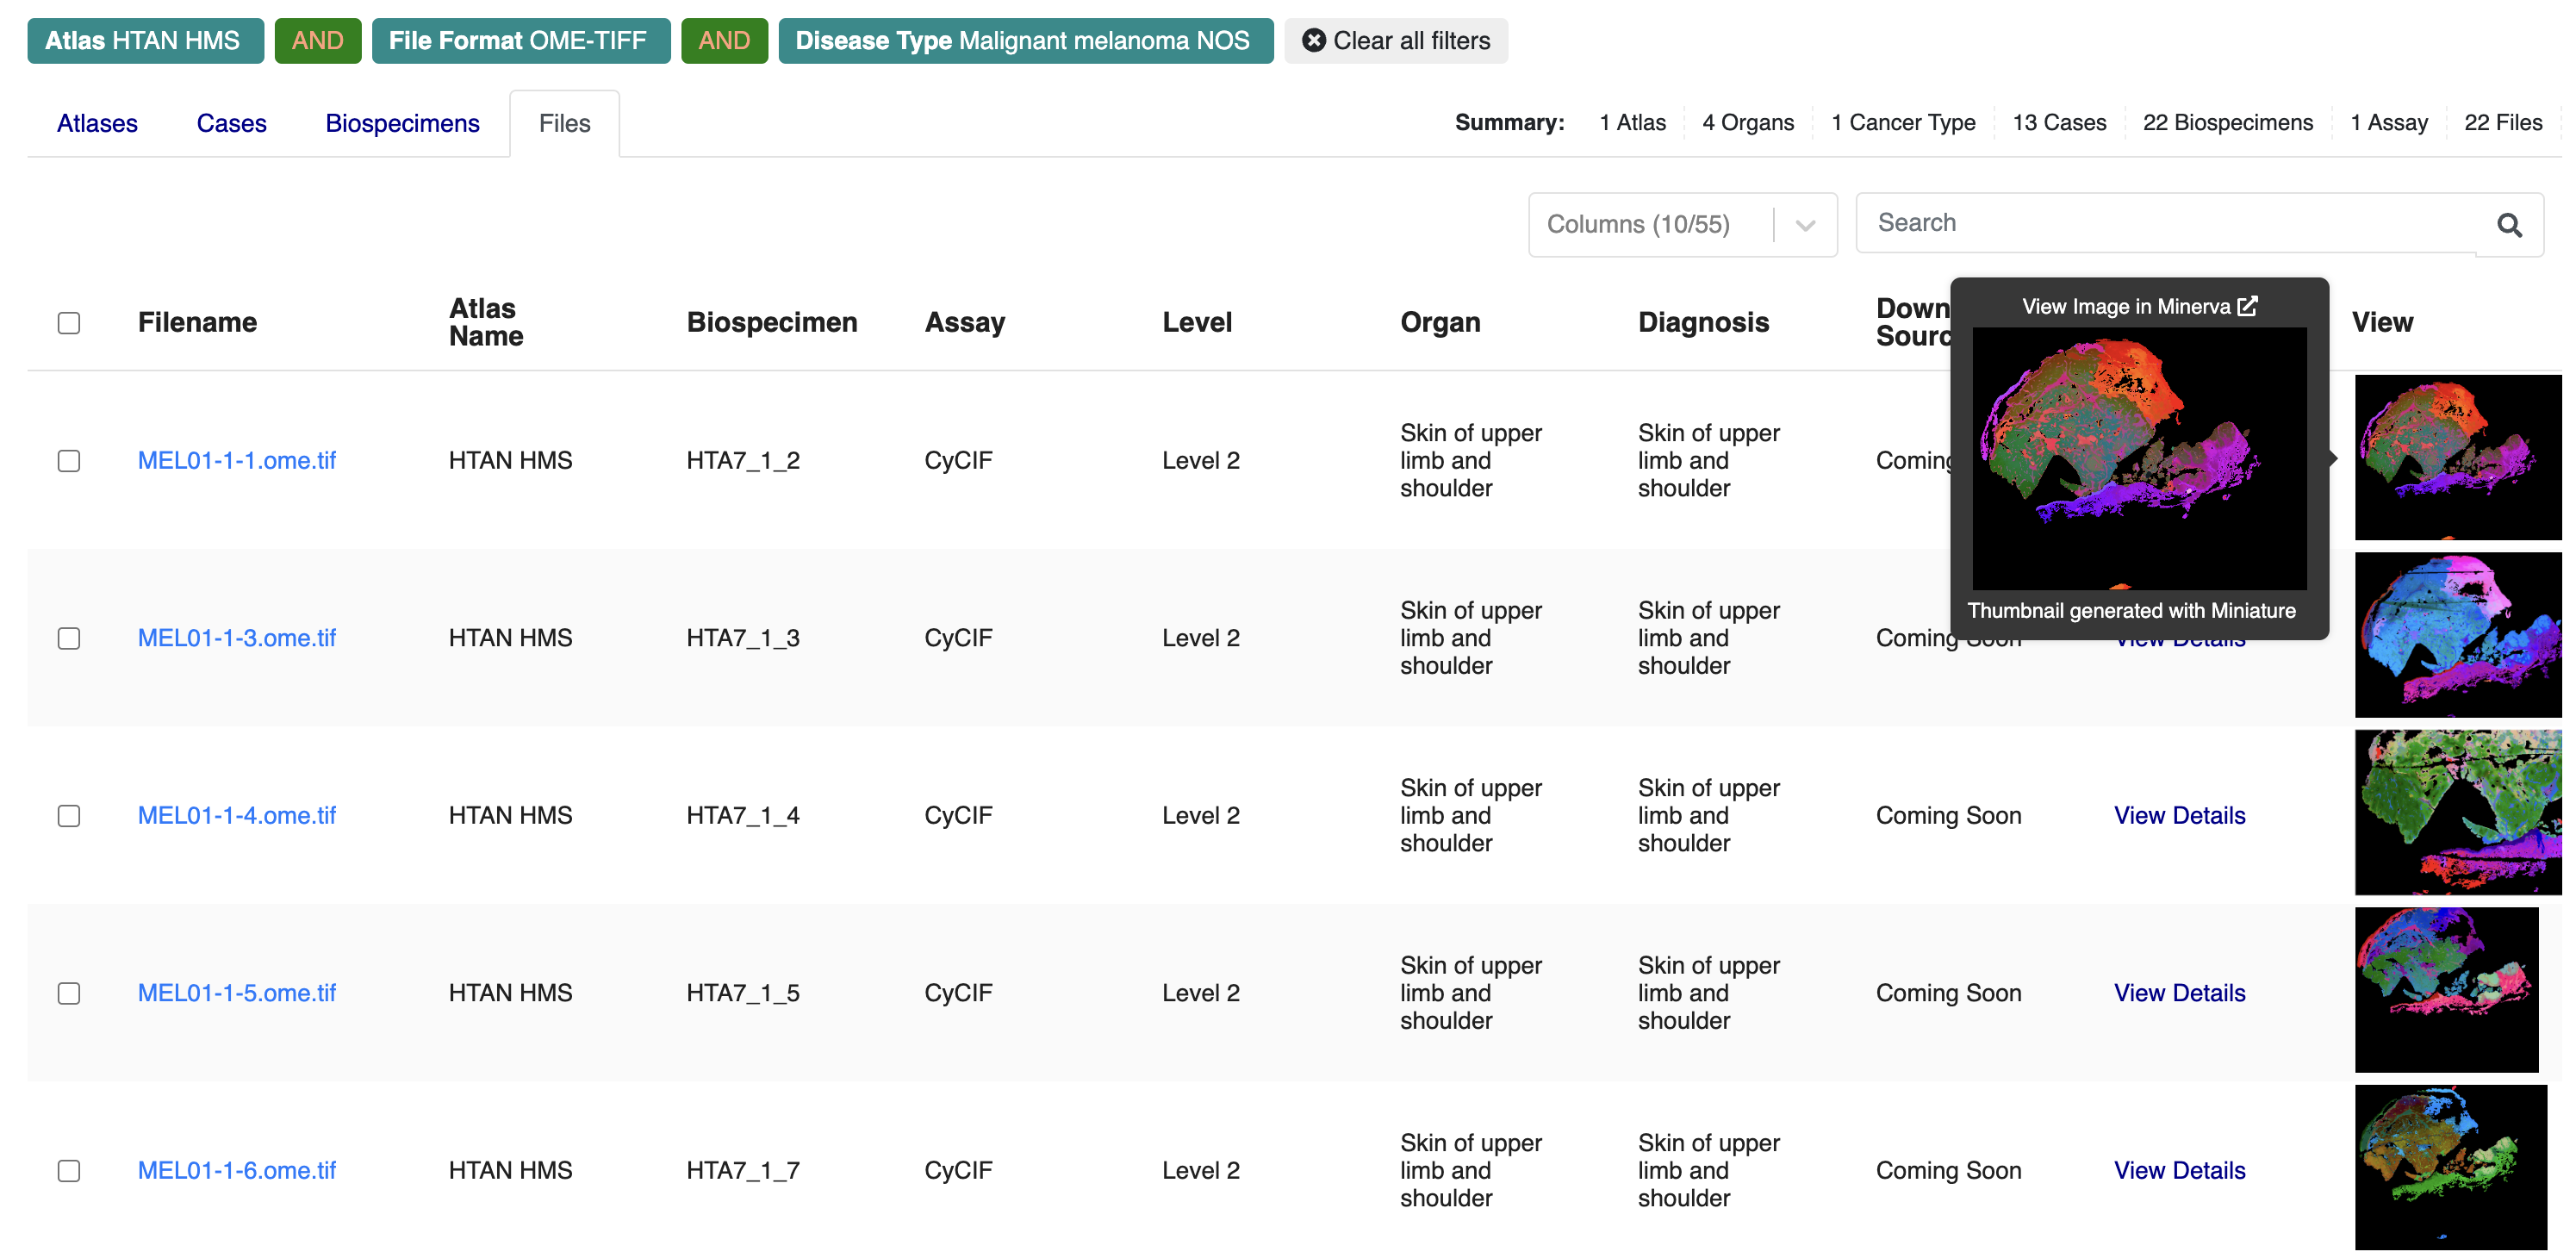 Atlas HTAN HMS AND File Format OME-TIFF AND Disease Type Malignant melanoma NOS Clear all filters
Atlases Cases Biospecimens Files Summary: 1 Atlas 4 Organs 1 Cancer Type 13 Cases 22 Biospecimens 1 Assay 22 Files
Columns (10/55) Search
Filename Atlas Name Biospecimen Assay Level Organ Diagnosis Down Sourc View
View Image in Minerva
Thumbnail generated with Miniature
MEL01-1-1.ome.tif HTAN HMS HTA7_1_2 CyCIF Level 2 Skin of upper limb and shoulder Skin of upper limb and shoulder Coming
MEL01-1-3.ome.tif HTAN HMS HTA7_1_3 CyCIF Level 2 Skin of upper limb and shoulder Skin of upper limb and shoulder Coming Soon View Details
MEL01-1-4.ome.tif HTAN HMS HTA7_1_4 CyCIF Level 2 Skin of upper limb and shoulder Skin of upper limb and shoulder Coming Soon View Details
MEL01-1-5.ome.tif HTAN HMS HTA7_1_5 CyCIF Level 2 Skin of upper limb and shoulder Skin of upper limb and shoulder Coming Soon View Details
MEL01-1-6.ome.tif HTAN HMS HTA7_1_7 CyCIF Level 2 Skin of upper limb and shoulder Skin of upper limb and shoulder Coming Soon View Details